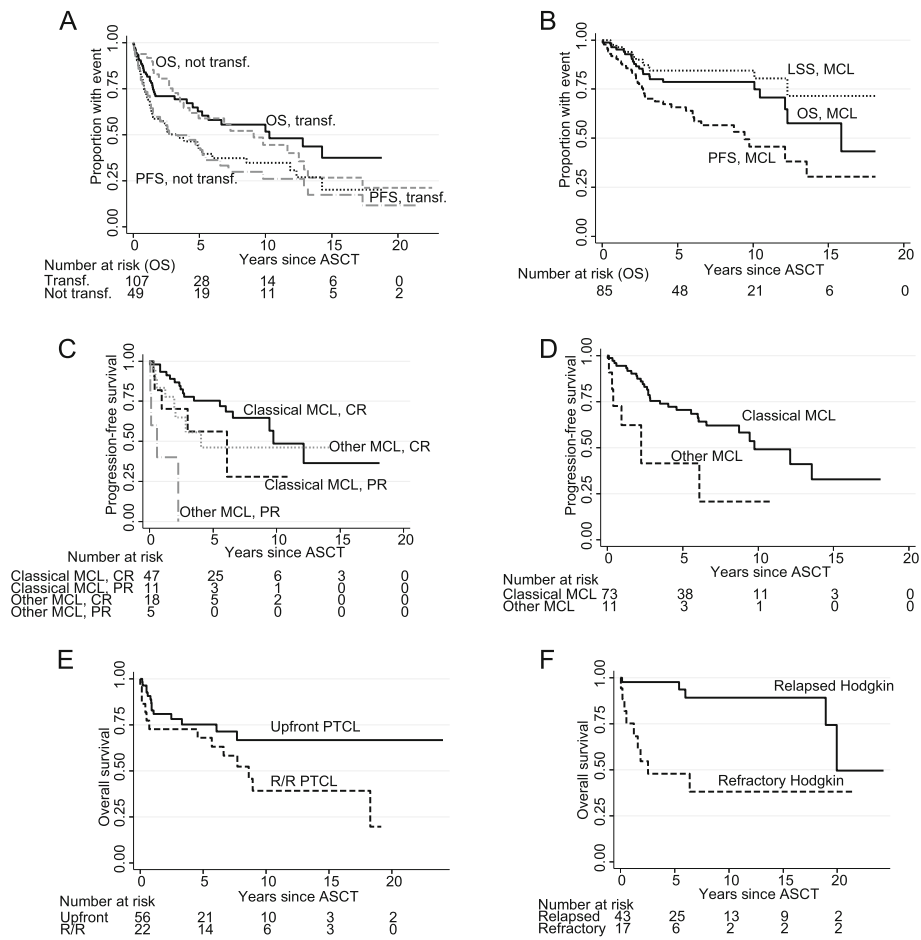 A
Proportion with event
1.00
0.75
0.50
0.25
0.00
OS, not transf.
OS, transf.
PFS, not transf.
PFS, transf.
0 5 10 15 20
Years since ASCT
Number at risk (OS)
Transf. 107 28 14 6 0
Not transf. 49 19 11 5 2
B
Proportion with event
1.00
0.75
0.50
0.25
0.00
LSS, MCL
OS, MCL
PFS, MCL
0 5 10 15 20
Years since ASCT
Number at risk (OS)
85 48 21 6 0
C
Progression-free survival
1.00
0.75
0.50
0.25
0.00
Classical MCL, CR
Other MCL, CR
Classical MCL, PR
Other MCL, PR
0 5 10 15 20
Years since ASCT
Number at risk
Classical MCL, CR 47 25 6 3 0
Classical MCL, PR 11 3 1 0 0
Other MCL, CR 18 5 2 0 0
Other MCL, PR 5 0 0 0 0
D
Progression-free survival
1.00
0.75
0.50
0.25
0.00
Classical MCL
Other MCL
0 5 10 15 20
Years since ASCT
Number at risk
Classical MCL 73 38 11 3 0
Other MCL 11 3 1 0 0
E
Overall survival
1.00
0.75
0.50
0.25
0.00
Upfront PTCL
R/R PTCL
0 5 10 15 20
Years since ASCT
Number at risk
Upfront 56 21 10 3 2
R/R 22 14 6 3 0
F
Overall survival
1.00
0.75
0.50
0.25
0.00
Relapsed Hodgkin
Refractory Hodgkin
0 5 10 15 20
Years since ASCT
Number at risk
Relapsed 43 25 13 9 2
Refractory 17 6 2 2 2